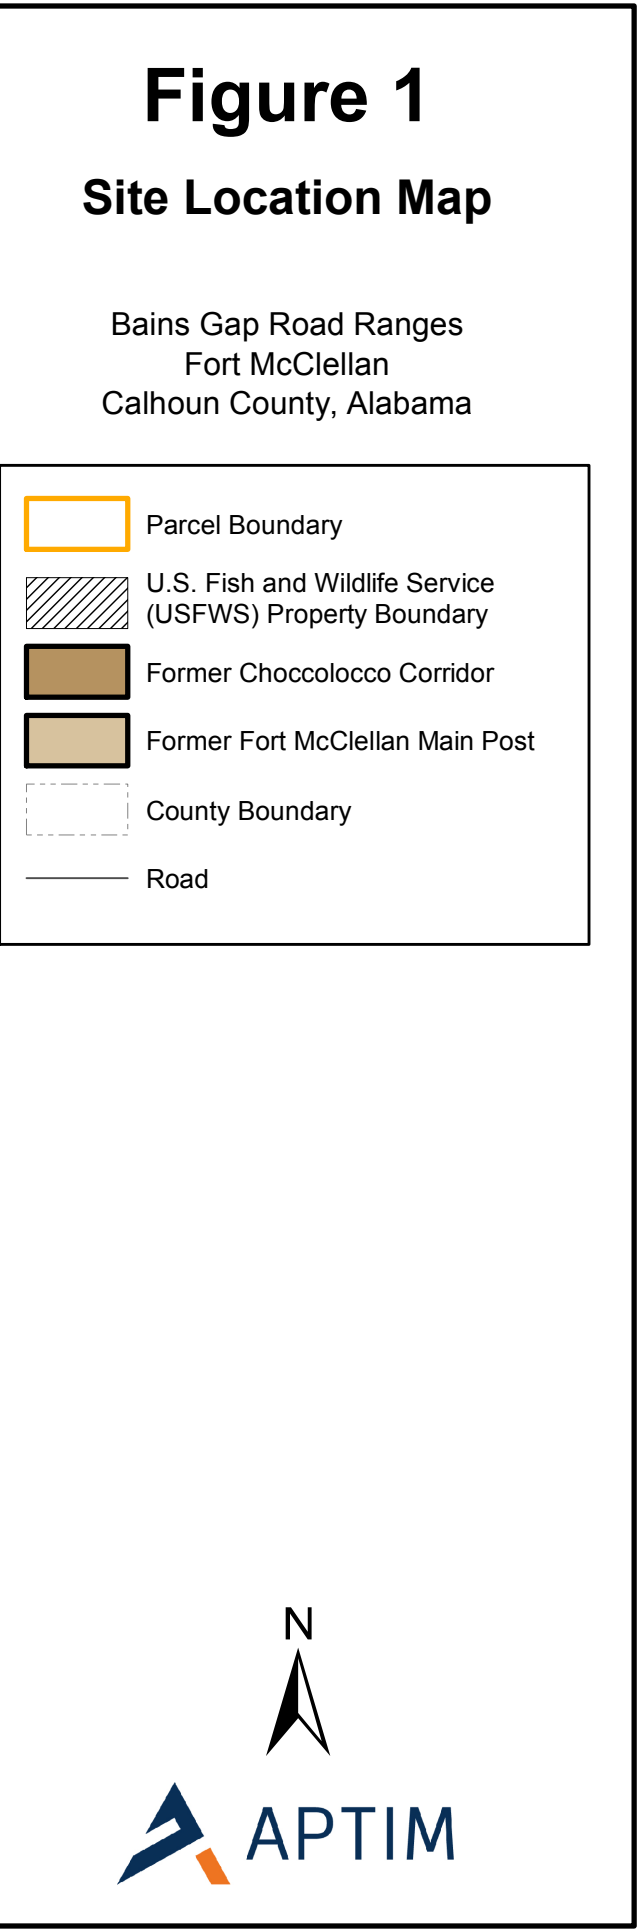 Figure 1
Site Location Map
Bains Gap Road Ranges
Fort McClellan
Calhoun County, Alabama
Parcel Boundary
U.S. Fish and Wildlife Service
(USFWS) Property Boundary
Former Choccolocco Corridor
Former Fort McClellan Main Post
County Boundary
Road
N
APTIM